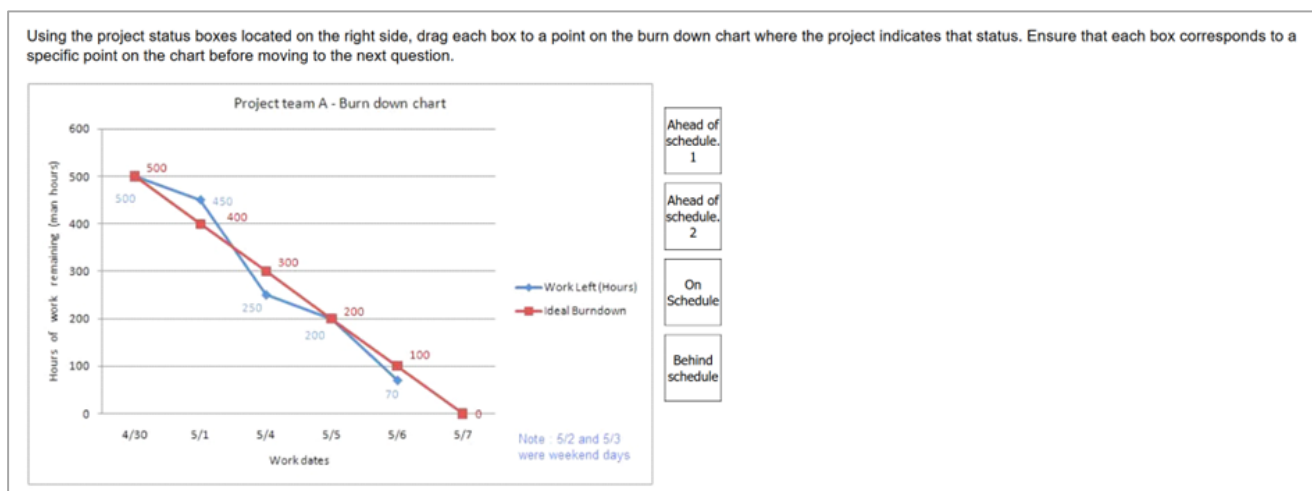 Using the project status boxes located on the right side, drag each box to a point on the burn down chart where the project indicates that status. Ensure that each box corresponds to a
specific point on the chart before moving to the next question.
Project team A - Burn down chart
Hours of work remaining (man hours)
600
500
400
300
200
100
0
500
500
450
400
300
250
200
200
100
70
0
4/30 5/1 5/4 5/5 5/6 5/7
Work dates
Work Left (Hours)
Ideal Burndown
Note : 5/2 and 5/3
were weekend days
Ahead of
schedule.
1
Ahead of
schedule.
2
On
Schedule
Behind
schedule